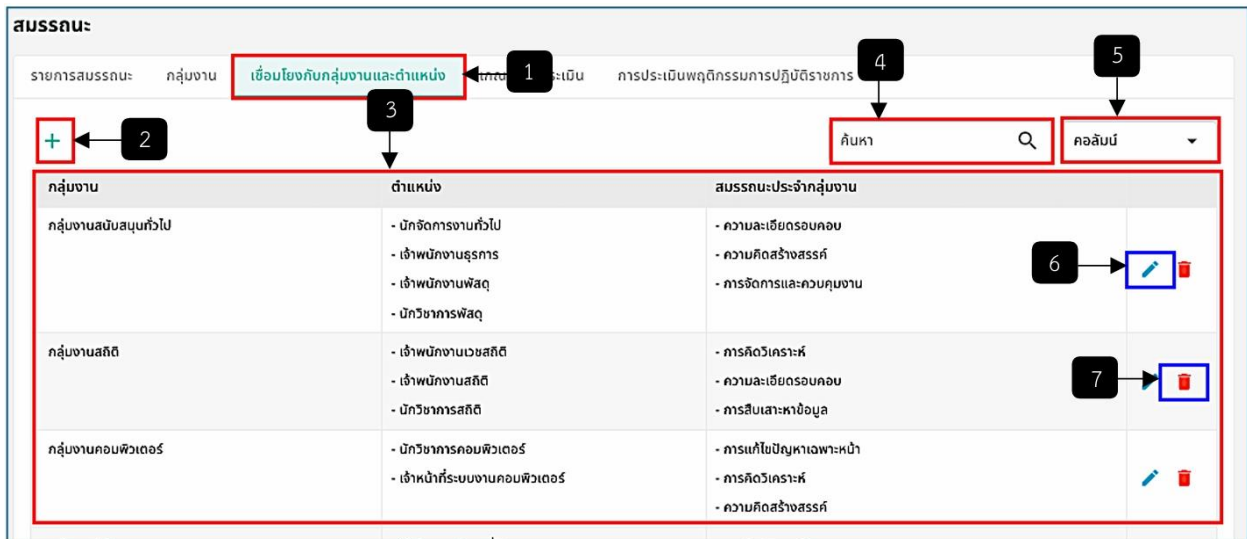 สมรรถนะ
4
5
รายการสมรรถนะ กลุ่มงาน เชื่อมโยงกับกลุ่มงานและตำแหน่ง 1 การประเมินพฤติกรรมการปฏิบัติราชการ
3
+ 2 ค้นหา คอลัมน์
กลุ่มงาน ตำแหน่ง สมรรถนะประจำกลุ่มงาน
กลุ่มงานสนับสนุนทั่วไป - นักจัดการงานทั่วไป - ความละเอียดรอบคอบ
- เจ้าพนักงานธุรการ - ความคิดสร้างสรรค์ 6
- เจ้าพนักงานพัสดุ - การจัดการและควบคุมงาน
- นักวิชาการพัสดุ
กลุ่มงานสถิติ - เจ้าพนักงานเวชสถิติ - การคิดวิเคราะห์
- เจ้าพนักงานสถิติ - ความละเอียดรอบคอบ 7
- นักวิชาการสถิติ - การสืบเสาะหาข้อมูล
กลุ่มงานคอมพิวเตอร์ - นักวิชาการคอมพิวเตอร์ - การแก้ไขปัญหาเฉพาะหน้า
- เจ้าหน้าที่ระบบงานคอมพิวเตอร์ - การคิดวิเคราะห์
- ความคิดสร้างสรรค์